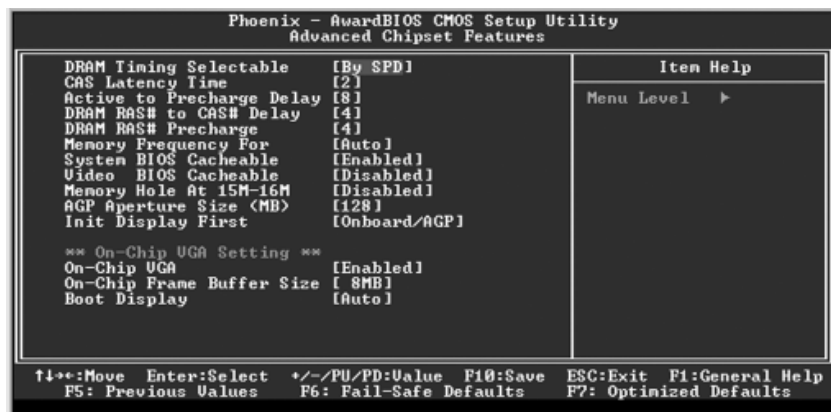 Phoenix - AwardBIOS CMOS Setup Utility
Advanced Chipset Features
DRAM Timing Selectable [By SPD]
CAS Latency Time [2]
Active to Precharge Delay [8]
DRAM RAS# to CAS# Delay [4]
DRAM RAS# Precharge [4]
Memory Frequency For [Auto]
System BIOS Cacheable [Enabled]
Video BIOS Cacheable [Disabled]
Memory Hole At 15M-16M [Disabled]
AGP Aperture Size (MB) [128]
Init Display First [Onboard/AGP]
** On-Chip VGA Setting **
On-Chip VGA [Enabled]
On-Chip Frame Buffer Size [ 8MB]
Boot Display [Auto]
Item Help
Menu Level ►
↑↓→←:Move Enter:Select +/-/PU/PD:Value F10:Save ESC:Exit F1:General Help
F5: Previous Values F6: Fail-Safe Defaults F7: Optimized Defaults